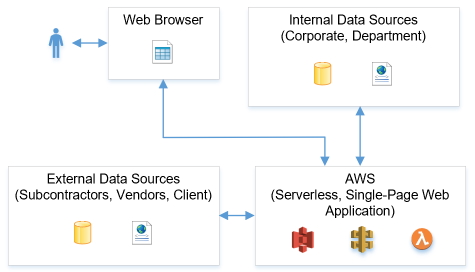 Web Browser
Internal Data Sources
(Corporate, Department)
External Data Sources
(Subcontractors, Vendors, Client)
AWS
(Serverless, Single-Page Web
Application)